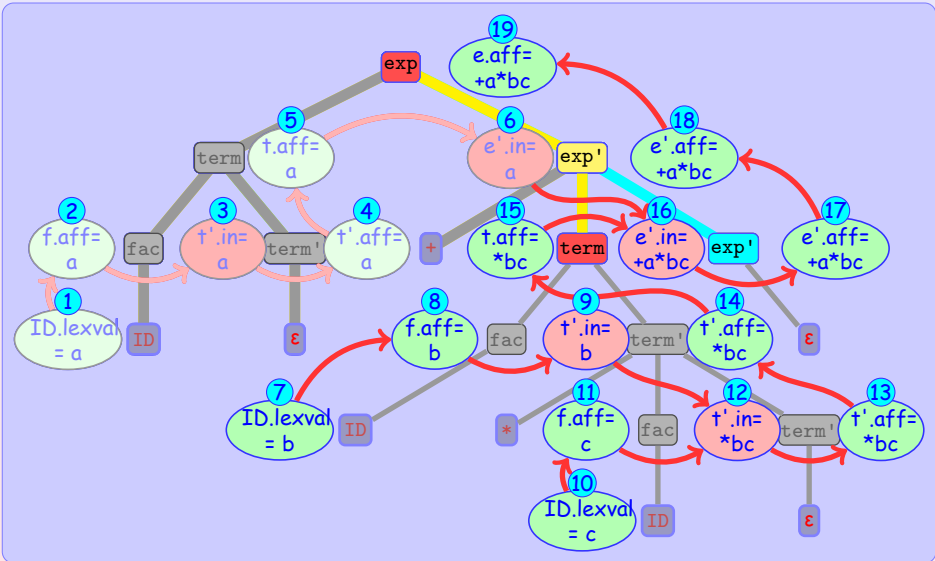 19
e.aff=
+a*bc
exp
5
t.aff=
a
6
e'.in=
a
18
e'.aff=
+a*bc
term
exp'
2
f.aff=
a
3
t'.in=
a
4
t'.aff=
a
15
t.aff=
*bc
16
e'.in=
+a*bc
17
e'.aff=
+a*bc
fac
term'
+
term
exp'
1
ID.lexval
= a
ID
ε
8
f.aff=
b
9
t'.in=
b
14
t'.aff=
*bc
fac
term'
ε
7
ID.lexval
= b
11
f.aff=
c
12
t'.in=
*bc
13
t'.aff=
*bc
ID
*
fac
term'
10
ID.lexval
= c
ID
ε